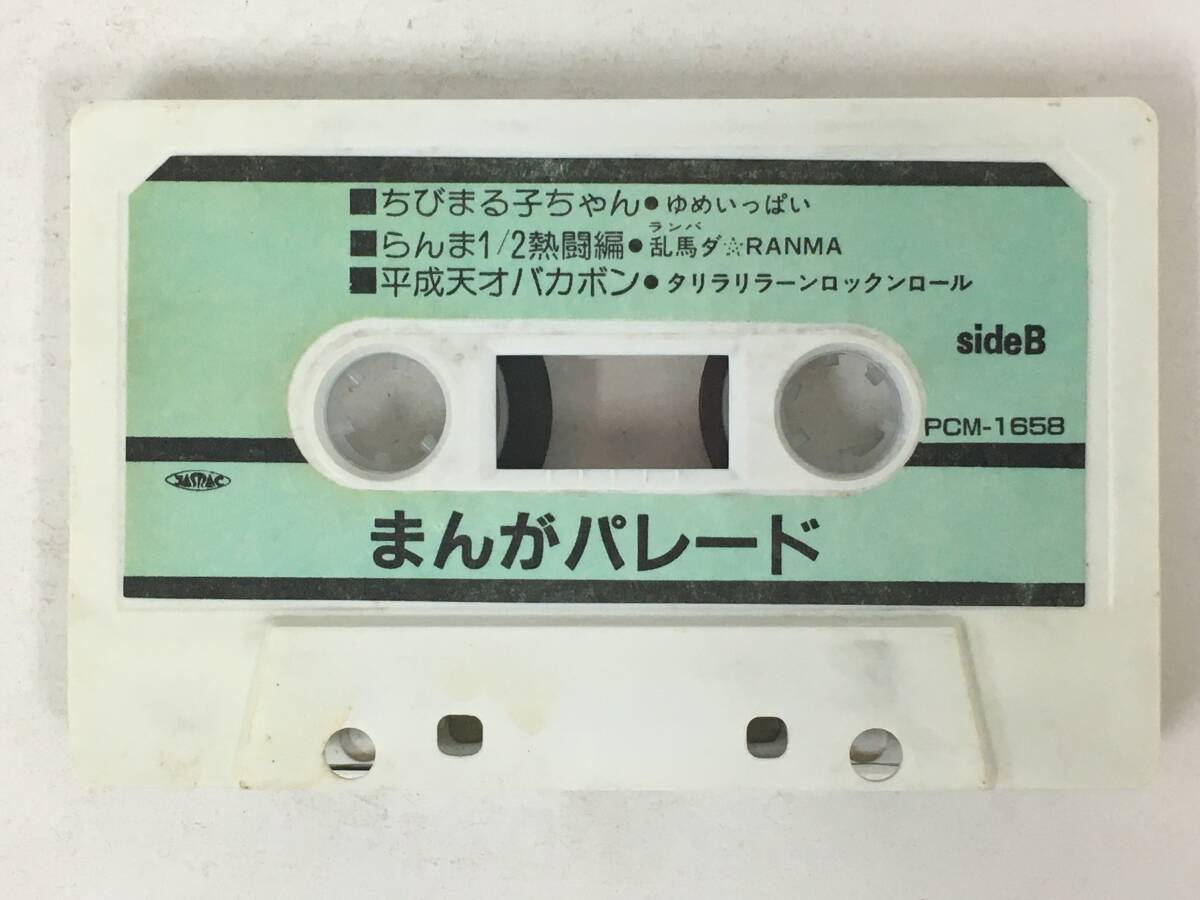 ■ちびまる子ちゃん●ゆめいっぱい
ランバ
■らんま1/2熱闘編●乱馬ダ☆RANMA
■平成天才バカボン●タリラリラーンロックンロール
sideB
PCM-1658
JASRAC
まんがパレード